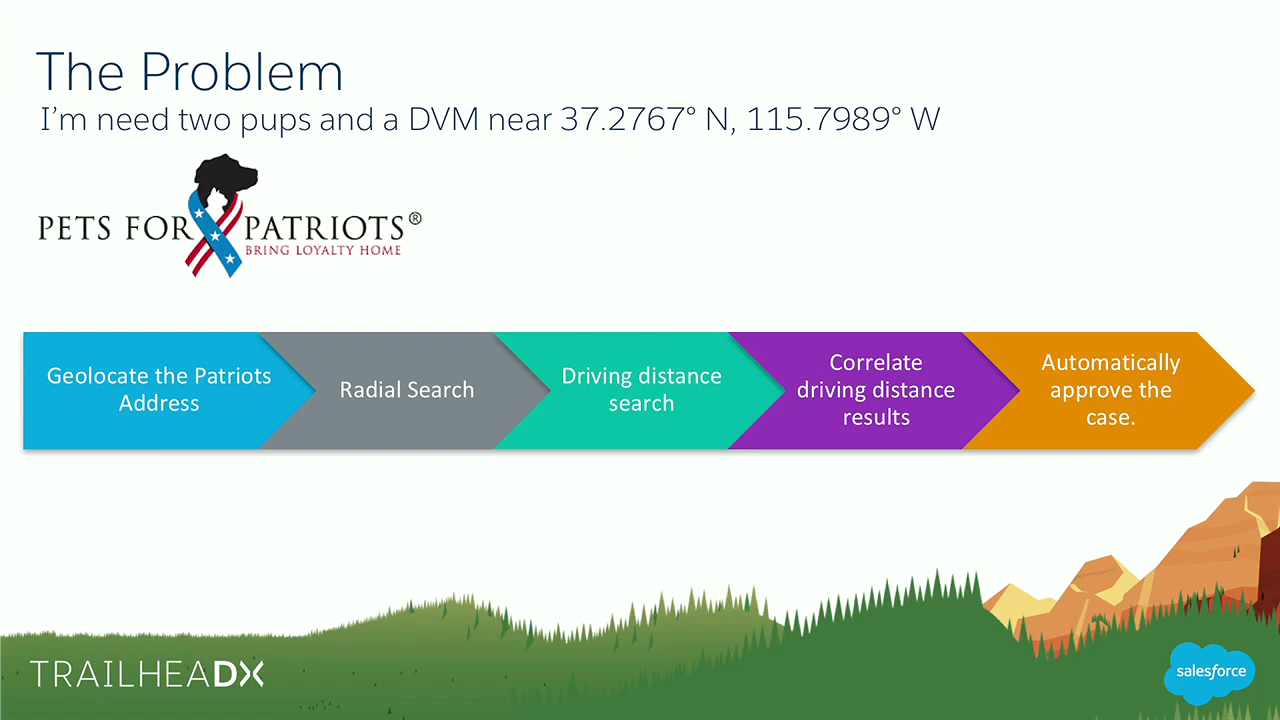 The Problem
I'm need two pups and a DVM near 37.2767° N, 115.7989° W
PETS FOR PATRIOTS®
BRING LOYALTY HOME
Geolocate the Patriots
Address
Radial Search
Driving distance
search
Correlate
driving distance
results
Automatically
approve the
case.
TRAILHEADX
salesforce